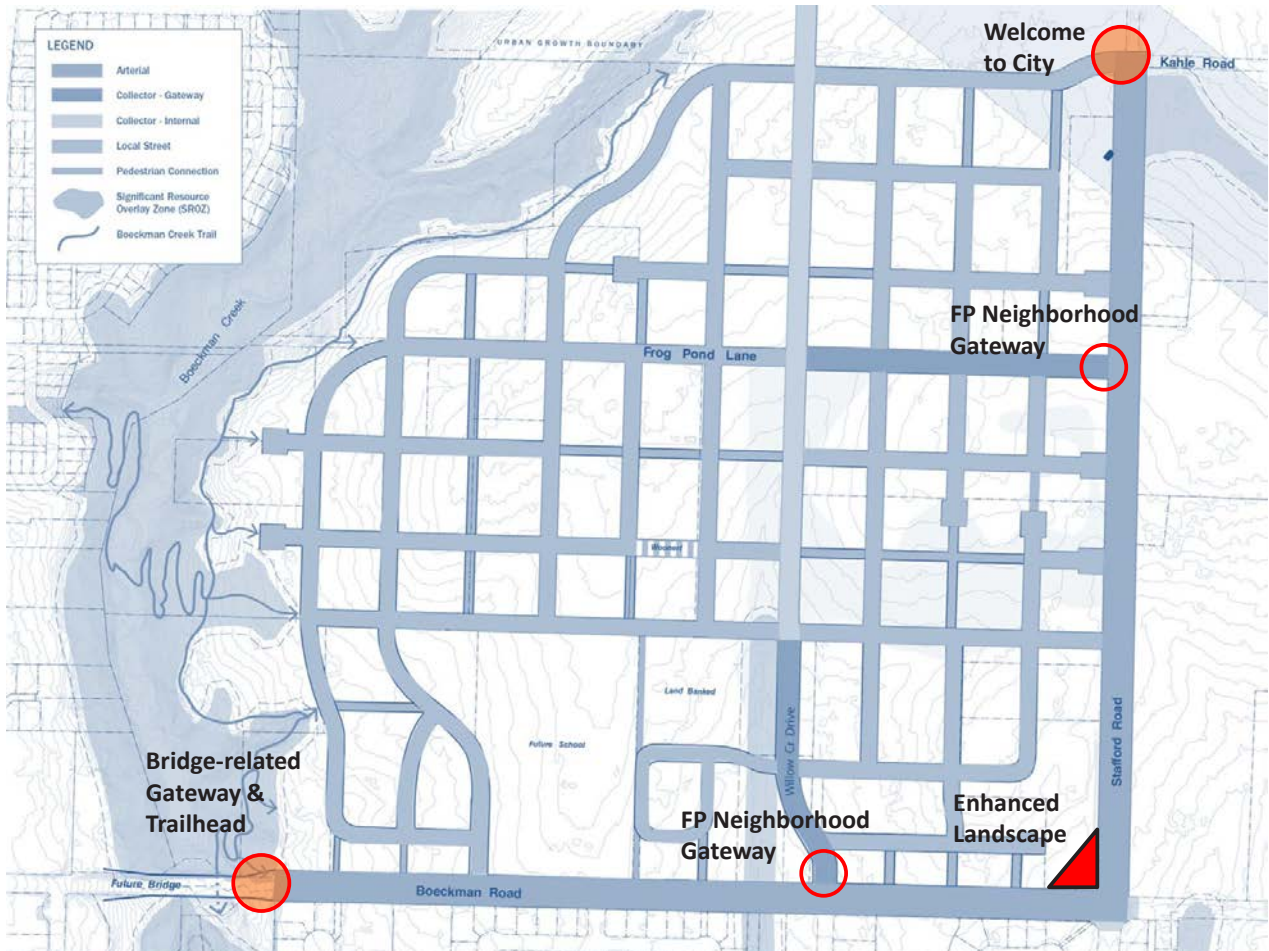 LEGEND
Arterial
Collector - Gateway
Collector - Internal
Local Street
Pedestrian Connection
Significant Resource
Overlay Zone (SROZ)
Boeckman Creek Trail
URBAN GROWTH BOUNDARY
Welcome
to City
Kahle Road
Boeckman Creek
FP Neighborhood
Gateway
Frog Pond Lane
Woonerf
Land Banked
Future School
Willow Cr Drive
Stafford Road
Bridge-related
Gateway &
Trailhead
FP Neighborhood
Gateway
Enhanced
Landscape
Future Bridge
Boeckman Road